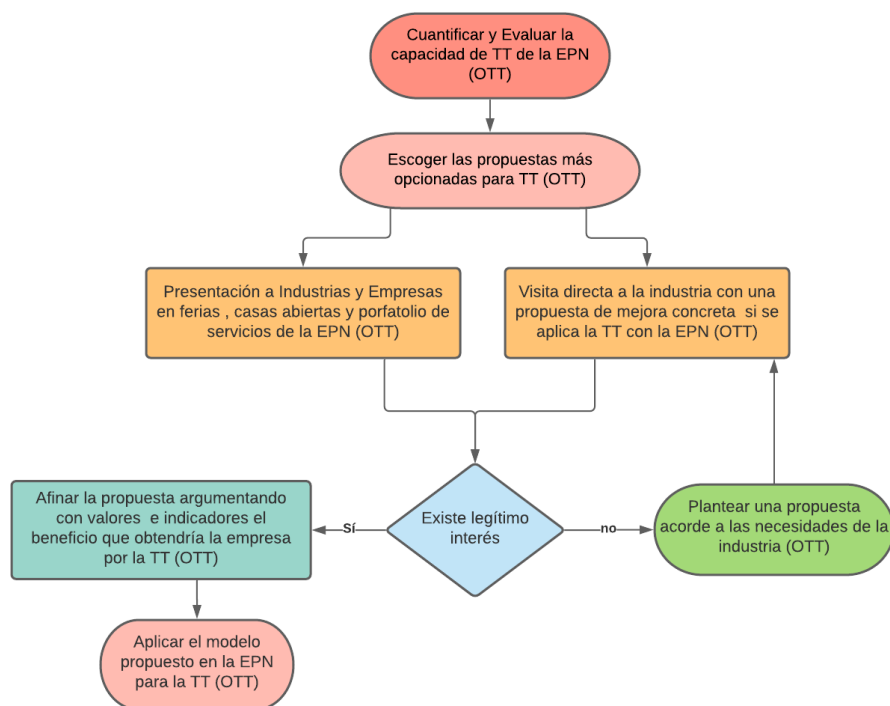 Cuantificar y Evaluar la
capacidad de TT de la EPN
(OTT)
Escoger las propuestas más
opcionadas para TT (OTT)
Presentación a Industrias y Empresas
en ferias , casas abiertas y porfatolio de
servicios de la EPN (OTT)
Visita directa a la industria con una
propuesta de mejora concreta si se
aplica la TT con la EPN (OTT)
Existe legítimo
interés
Sí
no
Afinar la propuesta argumentando
con valores e indicadores el
beneficio que obtendría la empresa
por la TT (OTT)
Plantear una propuesta
acorde a las necesidades de la
industria (OTT)
Aplicar el modelo
propuesto en la EPN
para la TT (OTT)